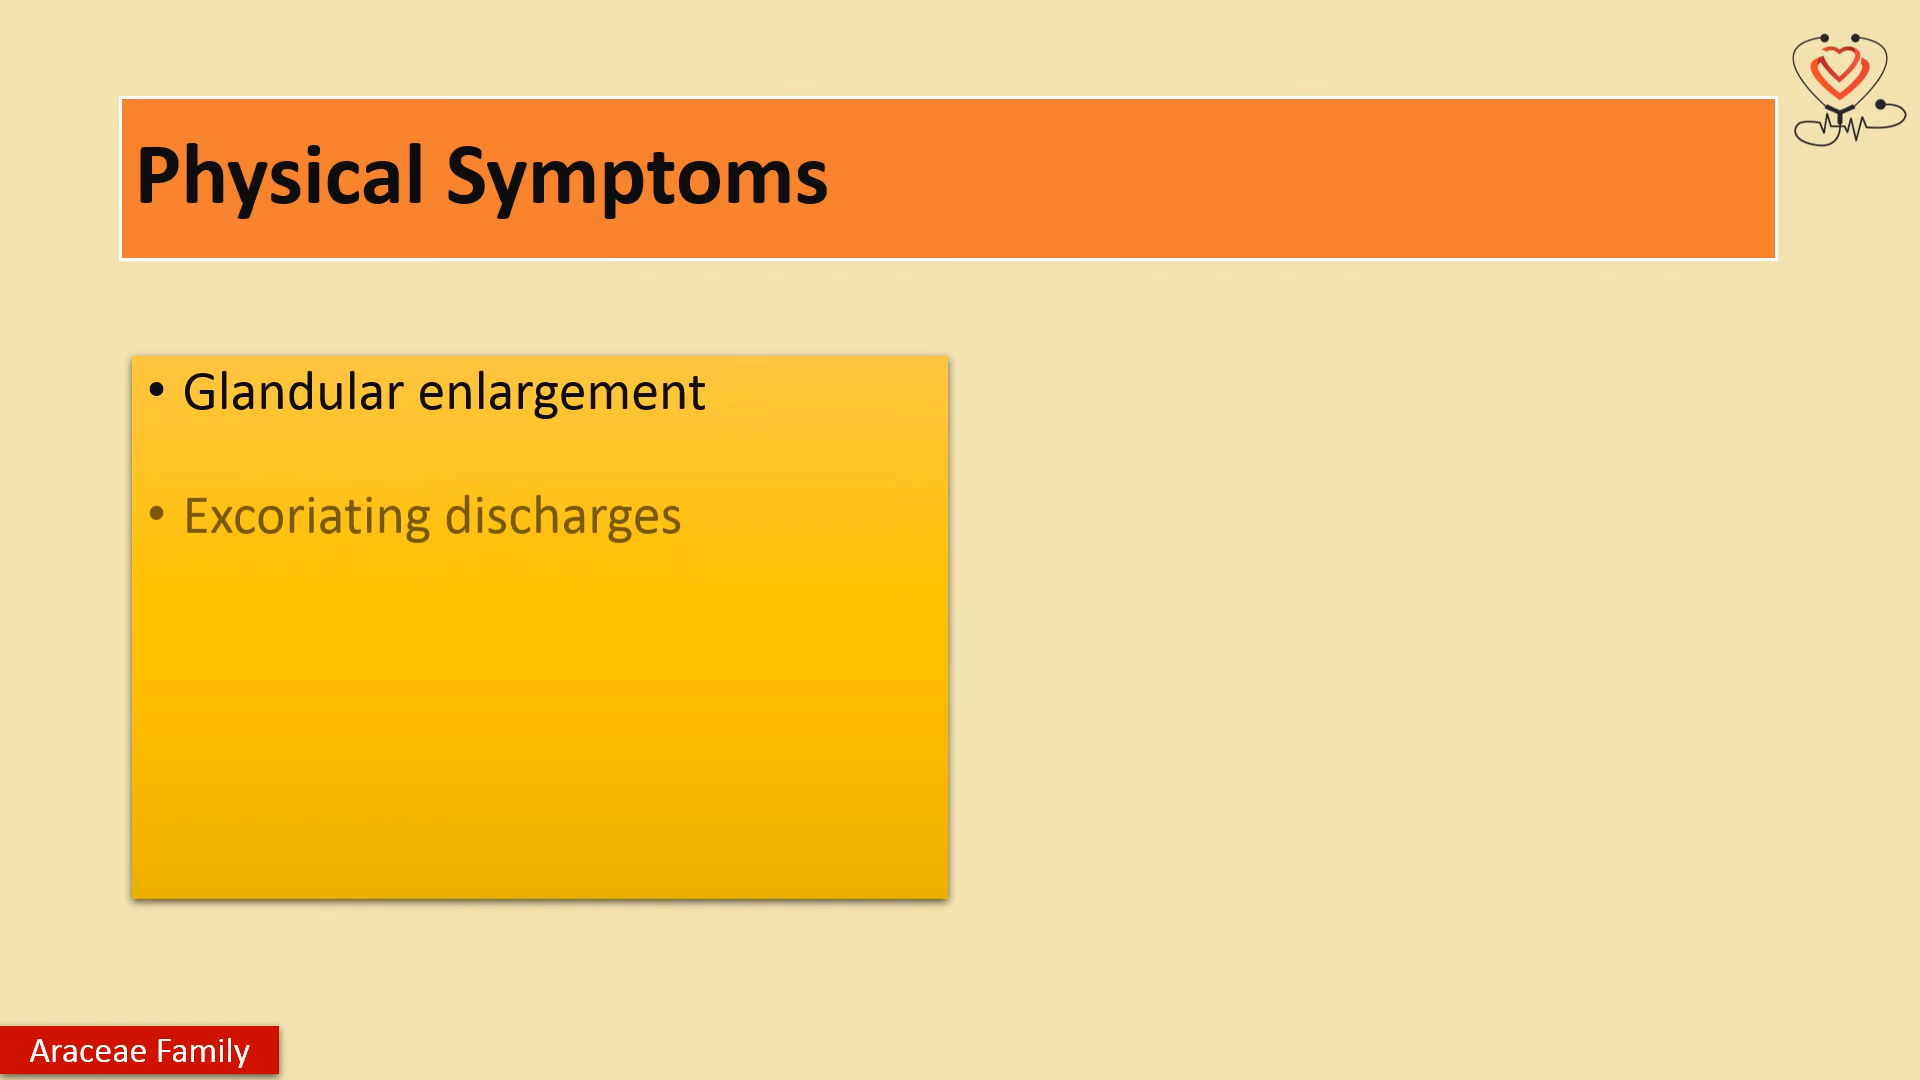 Physical Symptoms
• Glandular enlargement
• Excoriating discharges
Araceae Family